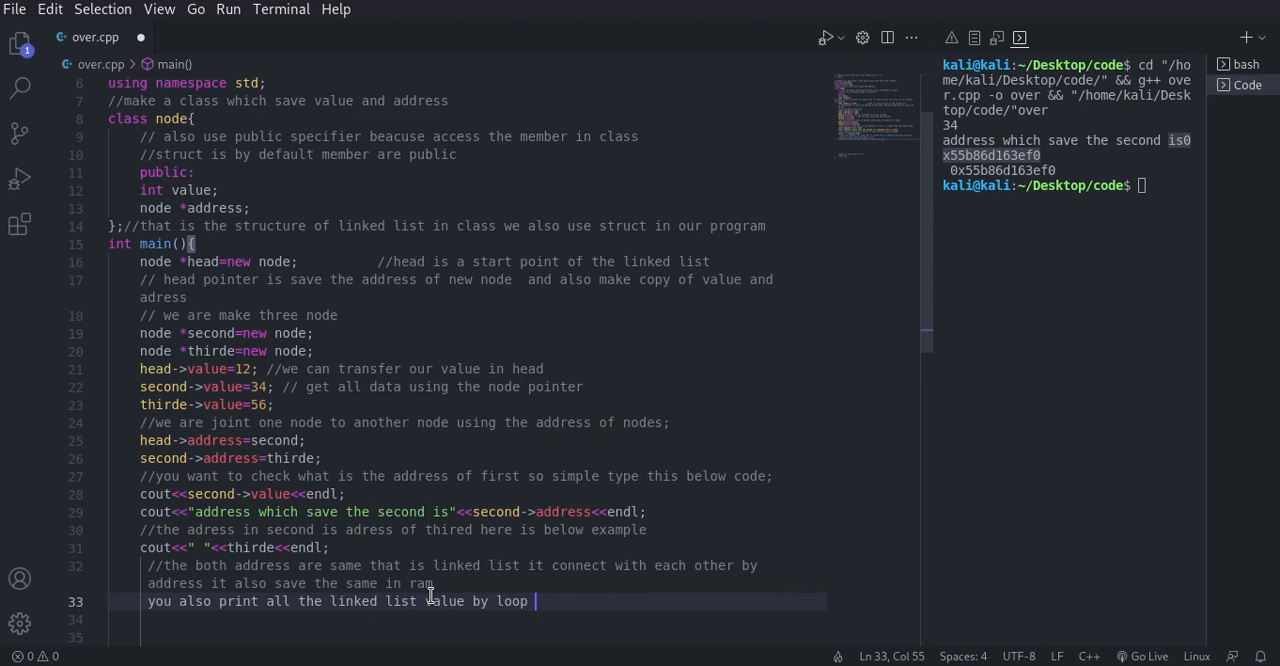 File Edit Selection View Go Run Terminal Help
1
over.cpp
over.cpp > main()
6 using namespace std;
7 //make a class which save value and address
8 class node{
9 // also use public specifier beacuse access the member in class
10 //struct is by default member are public
11 public:
12 int value;
13 node *address;
14 };//that is the structure of linked list in class we also use struct in our program
15 int main(){
16 node *head=new node; //head is a start point of the linked list
17 // head pointer is save the address of new node and also make copy of value and
adress
18 // we are make three node
19 node *second=new node;
20 node *thirde=new node;
21 head->value=12; //we can transfer our value in head
22 second->value=34; // get all data using the node pointer
23 thirde->value=56;
24 //we are joint one node to another node using the address of nodes;
25 head->address=second;
26 second->address=thirde;
27 //you want to check what is the address of first so simple type this below code;
28 cout<<second->value<<endl;
29 cout<<"address which save the second is"<<second->address<<endl;
30 //the adress in second is adress of thired here is below example
31 cout<<" "<<thirde<<endl;
32 //the both address are same that is linked list it connect with each other by
address it also save the same in ram
33 you also print all the linked list value by loop
34
35
kali@kali:~/Desktop/code$ cd "/ho
me/kali/Desktop/code/" && g++ ove
r.cpp -o over && "/home/kali/Desk
top/code/"over
34
address which save the second is0
x55b86d163ef0
0x55b86d163ef0
kali@kali:~/Desktop/code$
bash
Code
0 0 Ln 33, Col 55 Spaces: 4 UTF-8 LF C++ Go Live Linux